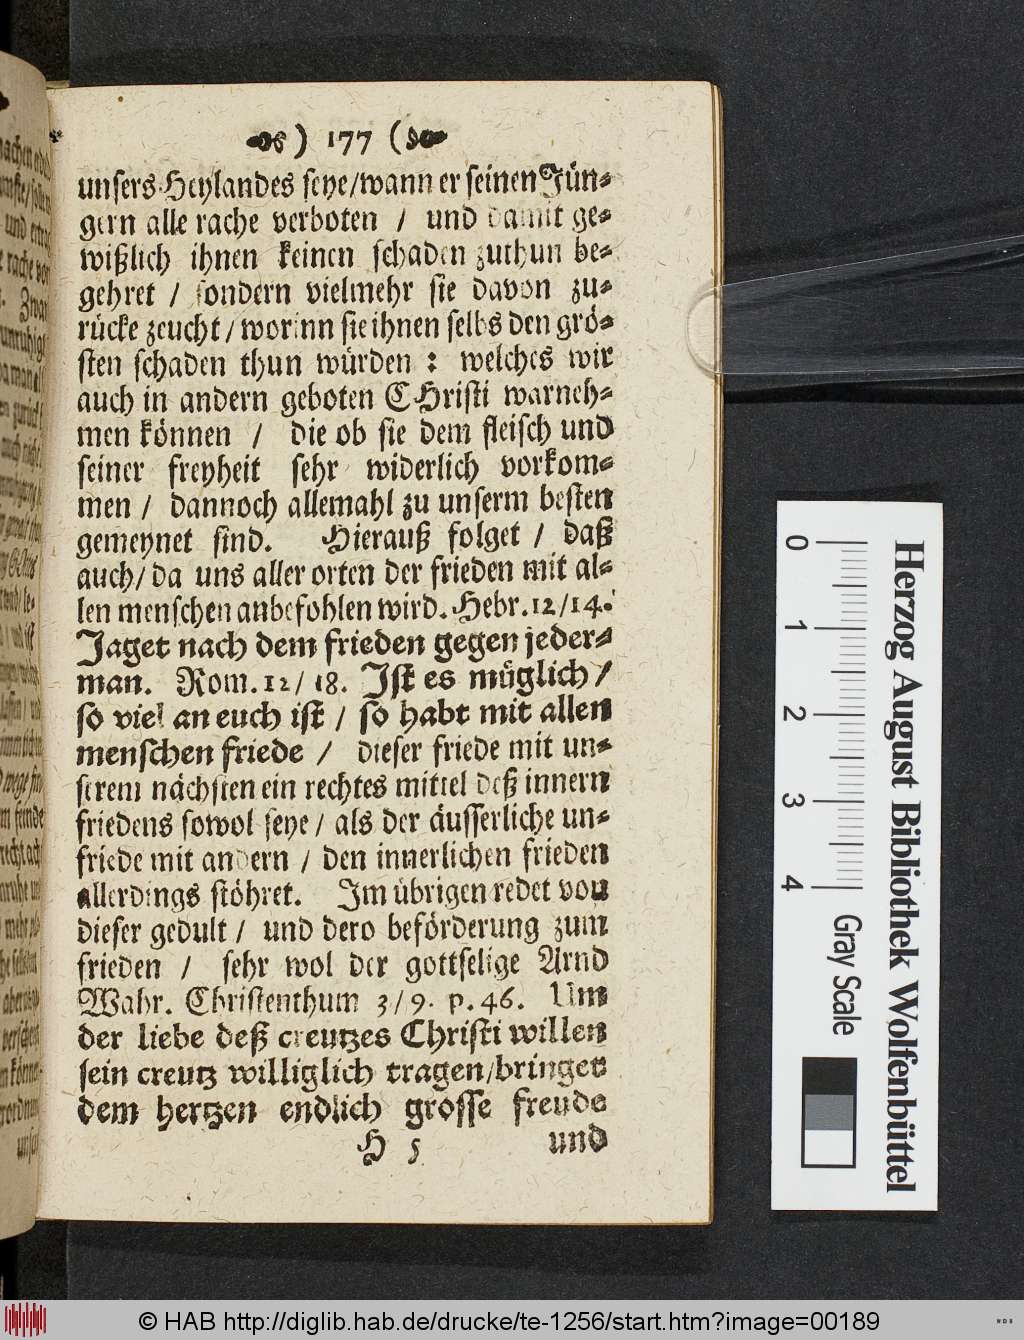 ) 177 (
unsers Heylandes seye/wann er seinen Jün-
gern alle rache verboten / und damit ge-
wißlich ihnen keinen schaden zuthun be-
gehret / sondern vielmehr sie davon zu-
rücke zeucht / worinn sie ihnen selbs den grö-
sten schaden thun würden : welches wir
auch in andern geboten CHristi warneh-
men können / die ob sie dem fleisch und
seiner freyheit sehr widerlich vorkom-
men / dannoch allemahl zu unserm besten
gemeynet sind. Hierauß folget / daß
auch/ da uns aller orten der frieden mit al-
len menschen anbefohlen wird. Hebr. 12/14.
Jaget nach dem frieden gegen jeder-
man. Rom. 12/ 18. Ist es müglich /
so viel an euch ist / so habt mit allen
menschen friede / dieser friede mit un-
serem nächsten ein rechtes mittel deß innern
friedens sowol seye / als der äusserliche un-
friede mit andern / den innerlichen frieden
allerdings stöhret. Im übrigen redet von
dieser gedult / und dero beförderung zum
frieden / sehr wol der gottselige Arnd
Wahr. Christenthum 3/9. p. 46. Um
der liebe deß creutzes Christi willen
sein creutz williglich tragen/bringet
dem hertzen endlich grosse freude
H 5 und
Herzog August Bibliothek Wolfenbüttel
0 1 2 3 4 Gray Scale
© HAB http://diglib.hab.de/drucke/te-1256/start.htm?image=00189